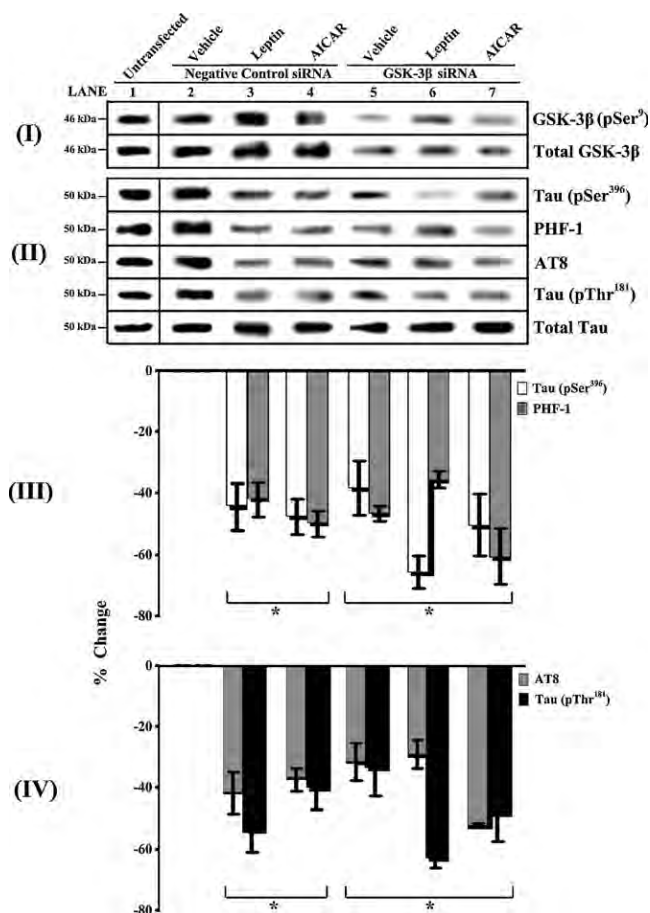 Untransfected Vehicle Leptin AICAR Vehicle Leptin AICAR
Negative Control siRNA GSK-3β siRNA
LANE 1 2 3 4 5 6 7
(I)
46 kDa GSK-3β (pSer⁹)
46 kDa Total GSK-3β
(II)
50 kDa Tau (pSer³⁹⁶)
50 kDa PHF-1
50 kDa AT8
50 kDa Tau (pThr¹⁸¹)
50 kDa Total Tau
(III)
0
-20
-40
-60
-80
Tau (pSer³⁹⁶)
PHF-1
* *
% Change
(IV)
0
-20
-40
-60
-80
AT8
Tau (pThr¹⁸¹)
* *